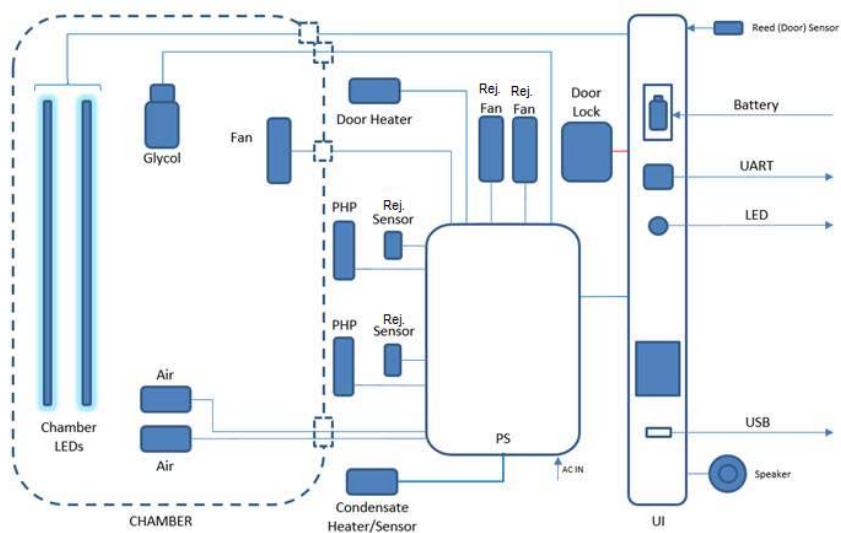 Reed (Door) Sensor
Rej.
Fan
Rej.
Fan
Door
Lock
Battery
Door Heater
Fan
Glycol
UART
PHP
Rej.
Sensor
LED
PHP
Rej.
Sensor
Air
Chamber
LEDs
Air
USB
PS
AC IN
Speaker
Condensate
Heater/Sensor
CHAMBER
UI